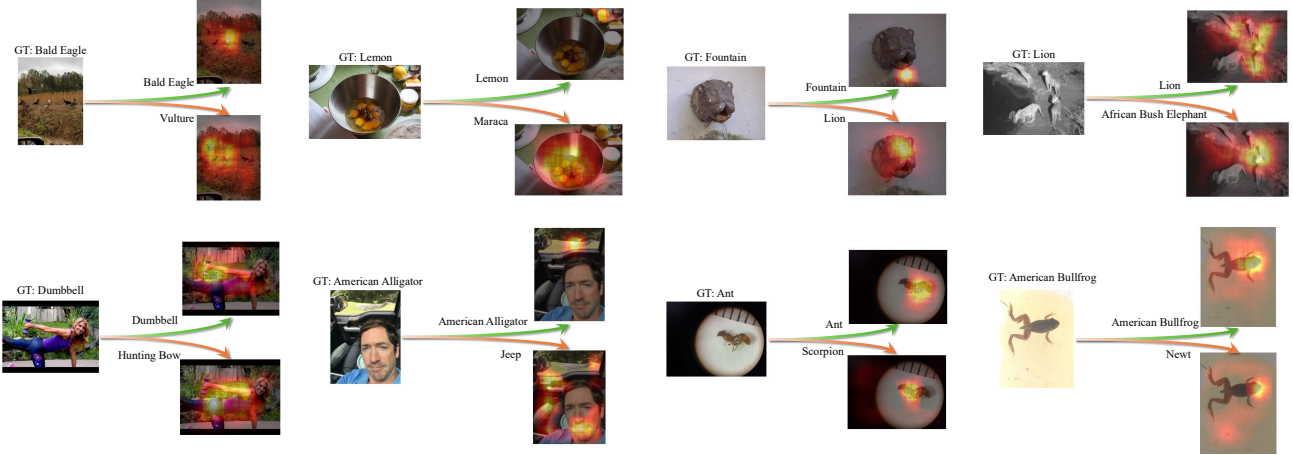 GT: Bald Eagle
Bald Eagle
Vulture
GT: Lemon
Lemon
Maraca
GT: Fountain
Fountain
Lion
GT: Lion
Lion
African Bush Elephant
GT: Dumbbell
Dumbbell
Hunting Bow
GT: American Alligator
American Alligator
Jeep
GT: Ant
Ant
Scorpion
GT: American Bullfrog
American Bullfrog
Newt